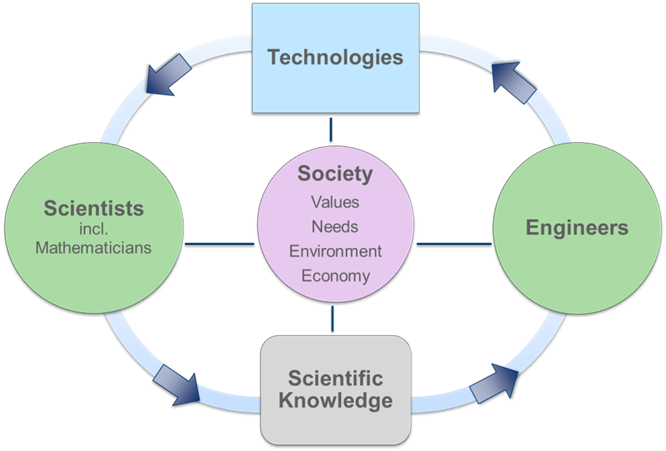 Technologies
Scientists
incl.
Mathematicians
Society
Values
Needs
Environment
Economy
Engineers
Scientific
Knowledge